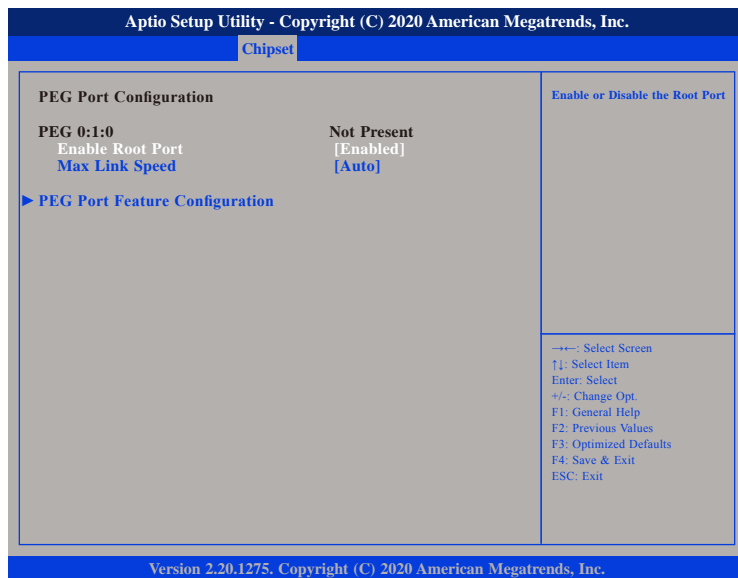 Aptio Setup Utility - Copyright (C) 2020 American Megatrends, Inc.
Chipset
PEG Port Configuration
PEG 0:1:0 Not Present
Enable Root Port [Enabled]
Max Link Speed [Auto]
► PEG Port Feature Configuration
Enable or Disable the Root Port
→←: Select Screen
↑↓: Select Item
Enter: Select
+/-: Change Opt.
F1: General Help
F2: Previous Values
F3: Optimized Defaults
F4: Save & Exit
ESC: Exit
Version 2.20.1275. Copyright (C) 2020 American Megatrends, Inc.